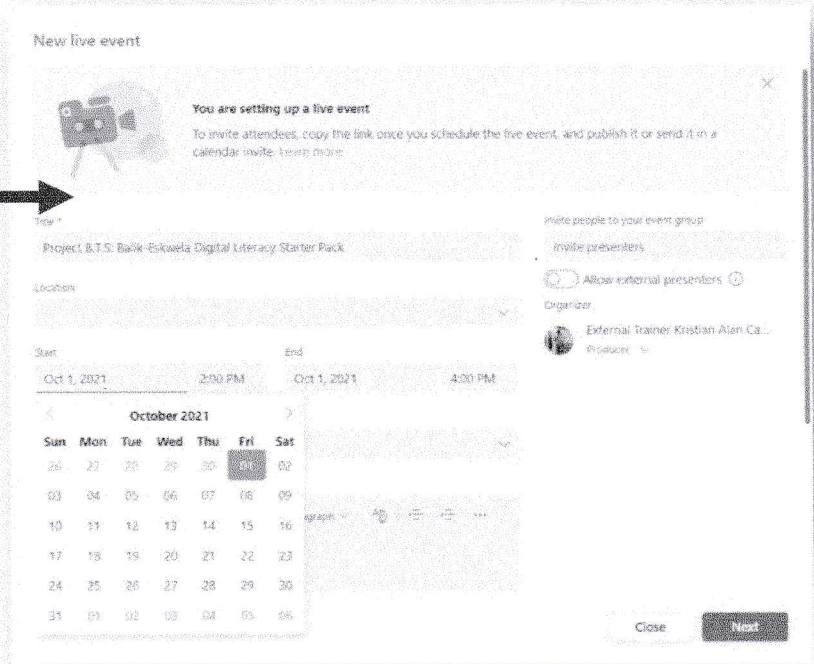 New live event
You are setting up a live event
To invite attendees, copy the link once you schedule the live event, and publish it or send it in a
calendar invite. Learn more
Title *
Project B.T.S: Balik-Eskwela Digital Literacy Starter Pack
Location
Start
End
Oct 1, 2021
2:00 PM
Oct 1, 2021
4:00 PM
October 2021
Sun Mon Tue Wed Thu Fri Sat
26 27 28 29 30 01 02
03 04 05 06 07 08 09
10 11 12 13 14 15 16
17 18 19 20 21 22 23
24 25 26 27 28 29 30
31 01 02 03 04 05 06
Invite people to your event group
Invite presenters
Allow external presenters
Organizer
External Trainer Kristian Alan Ca...
Producer
Close
Next